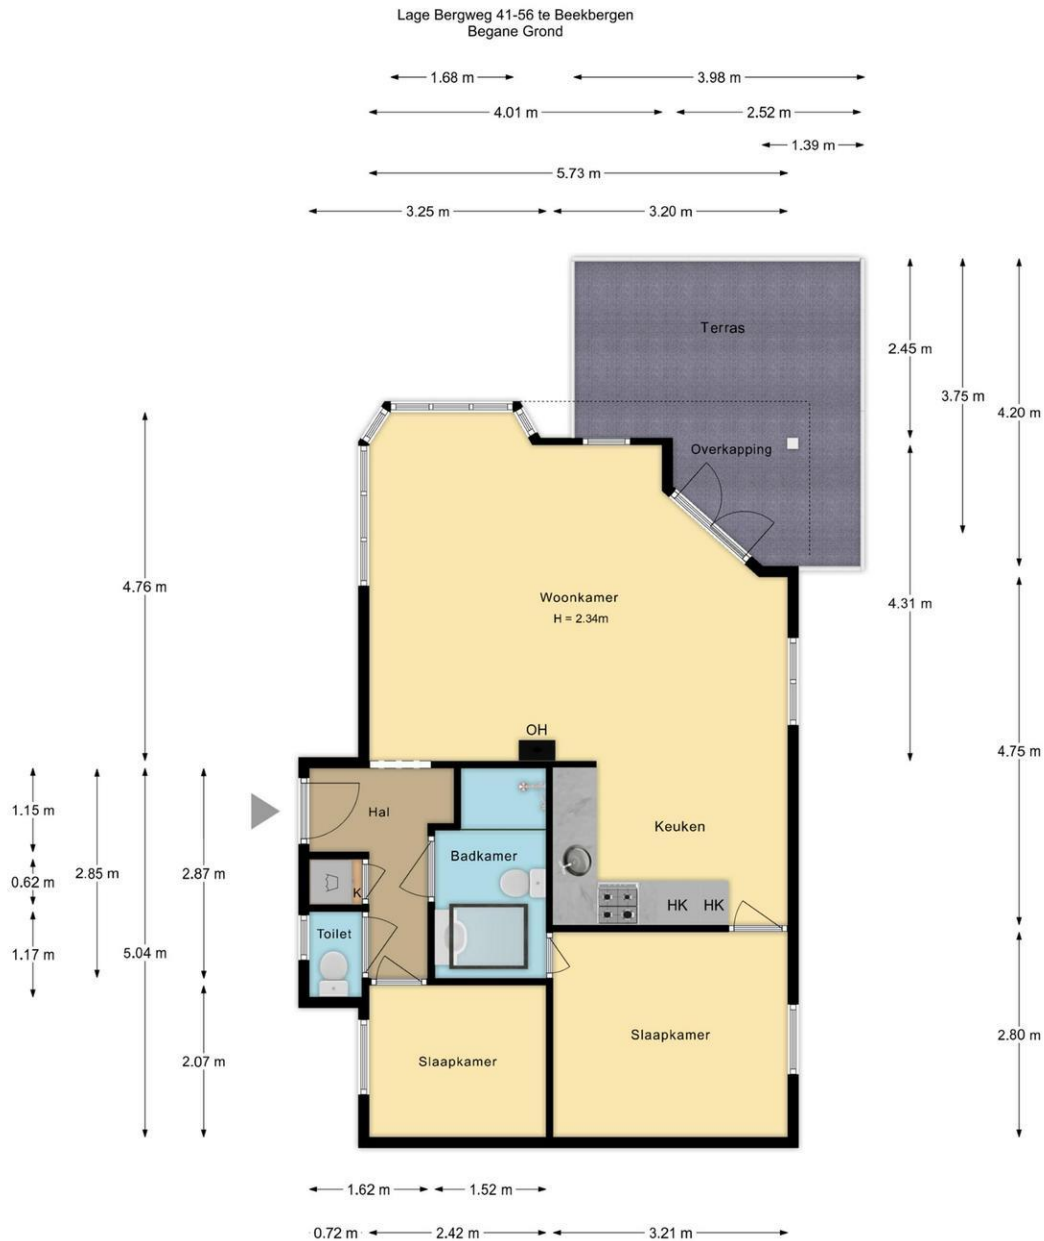 Lage Bergweg 41-56 te Beekbergen
Begane Grond
1.68 m
3.98 m
4.01 m
2.52 m
1.39 m
5.73 m
3.25 m
3.20 m
Terras
2.45 m
3.75 m
4.20 m
Overkapping
4.76 m
Woonkamer
H = 2.34m
4.31 m
OH
4.75 m
1.15 m
Hal
Keuken
0.62 m
2.85 m
2.87 m
Badkamer
K
HK
HK
Toilet
1.17 m
5.04 m
2.07 m
Slaapkamer
Slaapkamer
2.80 m
1.62 m
1.52 m
0.72 m
2.42 m
3.21 m